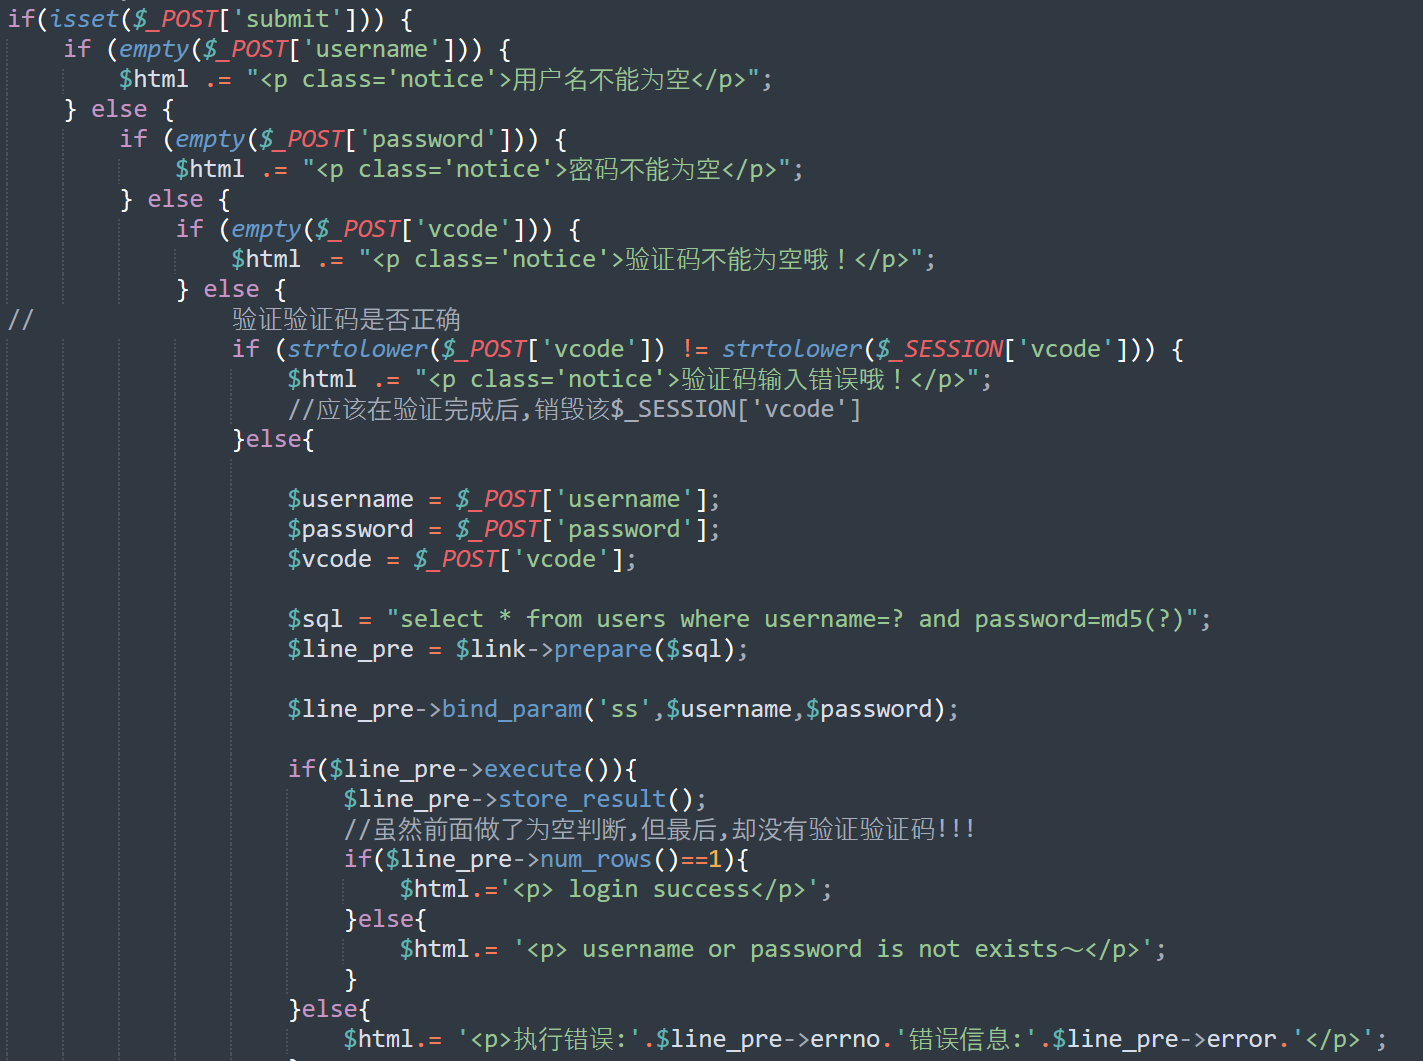 if(isset($_POST['submit'])) {
    if (empty($_POST['username'])) {
        $html .= "<p class='notice'>用户名不能为空</p>";
    } else {
        if (empty($_POST['password'])) {
            $html .= "<p class='notice'>密码不能为空</p>";
        } else {
            if (empty($_POST['vcode'])) {
                $html .= "<p class='notice'>验证码不能为空哦！</p>";
            } else {
//              验证验证码是否正确
                if (strtolower($_POST['vcode']) != strtolower($_SESSION['vcode'])) {
                    $html .= "<p class='notice'>验证码输入错误哦！</p>";
                    //应该在验证完成后,销毁该$_SESSION['vcode']
                }else{

                    $username = $_POST['username'];
                    $password = $_POST['password'];
                    $vcode = $_POST['vcode'];

                    $sql = "select * from users where username=? and password=md5(?)";
                    $line_pre = $link->prepare($sql);

                    $line_pre->bind_param('ss',$username,$password);

                    if($line_pre->execute()){
                        $line_pre->store_result();
                        //虽然前面做了为空判断,但最后,却没有验证验证码!!!
                        if($line_pre->num_rows()==1){
                            $html.='<p> login success</p>';
                        }else{
                            $html.= '<p> username or password is not exists～</p>';
                        }
                    }else{
                        $html.= '<p>执行错误:'.$line_pre->errno.'错误信息:'.$line_pre->error.'</p>';